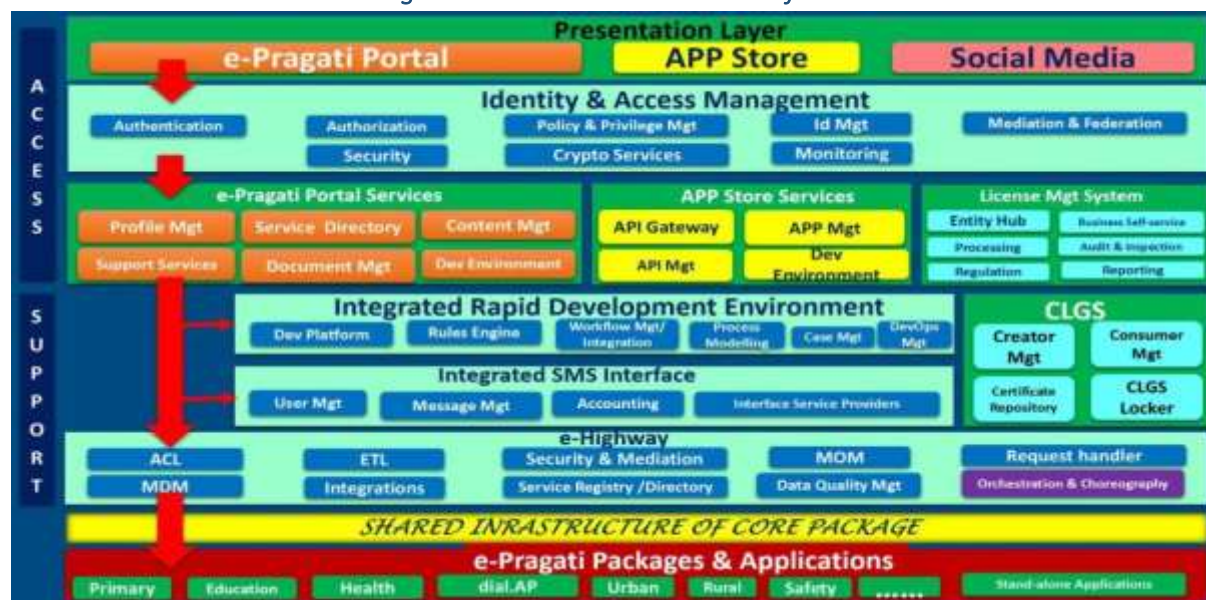 Presentation Layer
e-Pragati Portal
APP Store
Social Media
ACCESS
Identity & Access Management
Authentication
Authorization
Policy & Privilege Mgt
Id Mgt
Mediation & Federation
Security
Crypto Services
Monitoring
e-Pragati Portal Services
Profile Mgt
Service Directory
Content Mgt
Support Services
Document Mgt
Dev Environment
APP Store Services
API Gateway
APP Mgt
API Mgt
Dev
Environment
License Mgt System
Entity Hub
Business Self-service
Processing
Audit & Inspection
Regulation
Reporting
SUPPORT
Integrated Rapid Development Environment
Dev Platform
Rules Engine
Workflow Mgt/
Integration
Process
Modelling
Case Mgt
DevOps
Mgt
CLGS
Creator
Mgt
Consumer
Mgt
Certificate
Repository
CLGS
Locker
Integrated SMS Interface
User Mgt
Message Mgt
Accounting
Interface Service Providers
e-Highway
ACL
ETL
Security & Mediation
MOM
Request handler
MDM
Integrations
Service Registry /Directory
Data Quality Mgt
Orchestration & Choreography
SHARED INRASTRUCTURE OF CORE PACKAGE
e-Pragati Packages & Applications
Primary
Education
Health
dial.AP
Urban
Rural
Safety
......
Stand-alone Applications